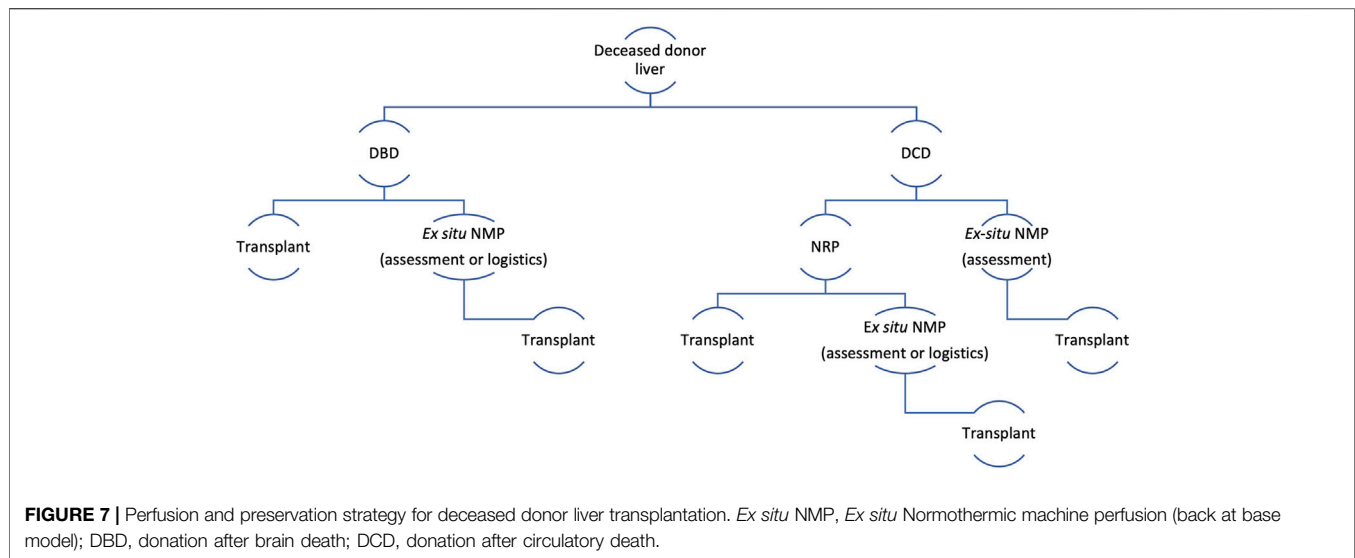 Deceased donor
liver
DBD
DCD
Transplant
Ex situ NMP
(assessment or logistics)
NRP
Ex-situ NMP
(assessment)
Transplant
Transplant
Ex situ NMP
(assessment or logistics)
Transplant
Transplant
FIGURE 7 | Perfusion and preservation strategy for deceased donor liver transplantation. Ex situ NMP, Ex situ Normothermic machine perfusion (back at base
model); DBD, donation after brain death; DCD, donation after circulatory death.